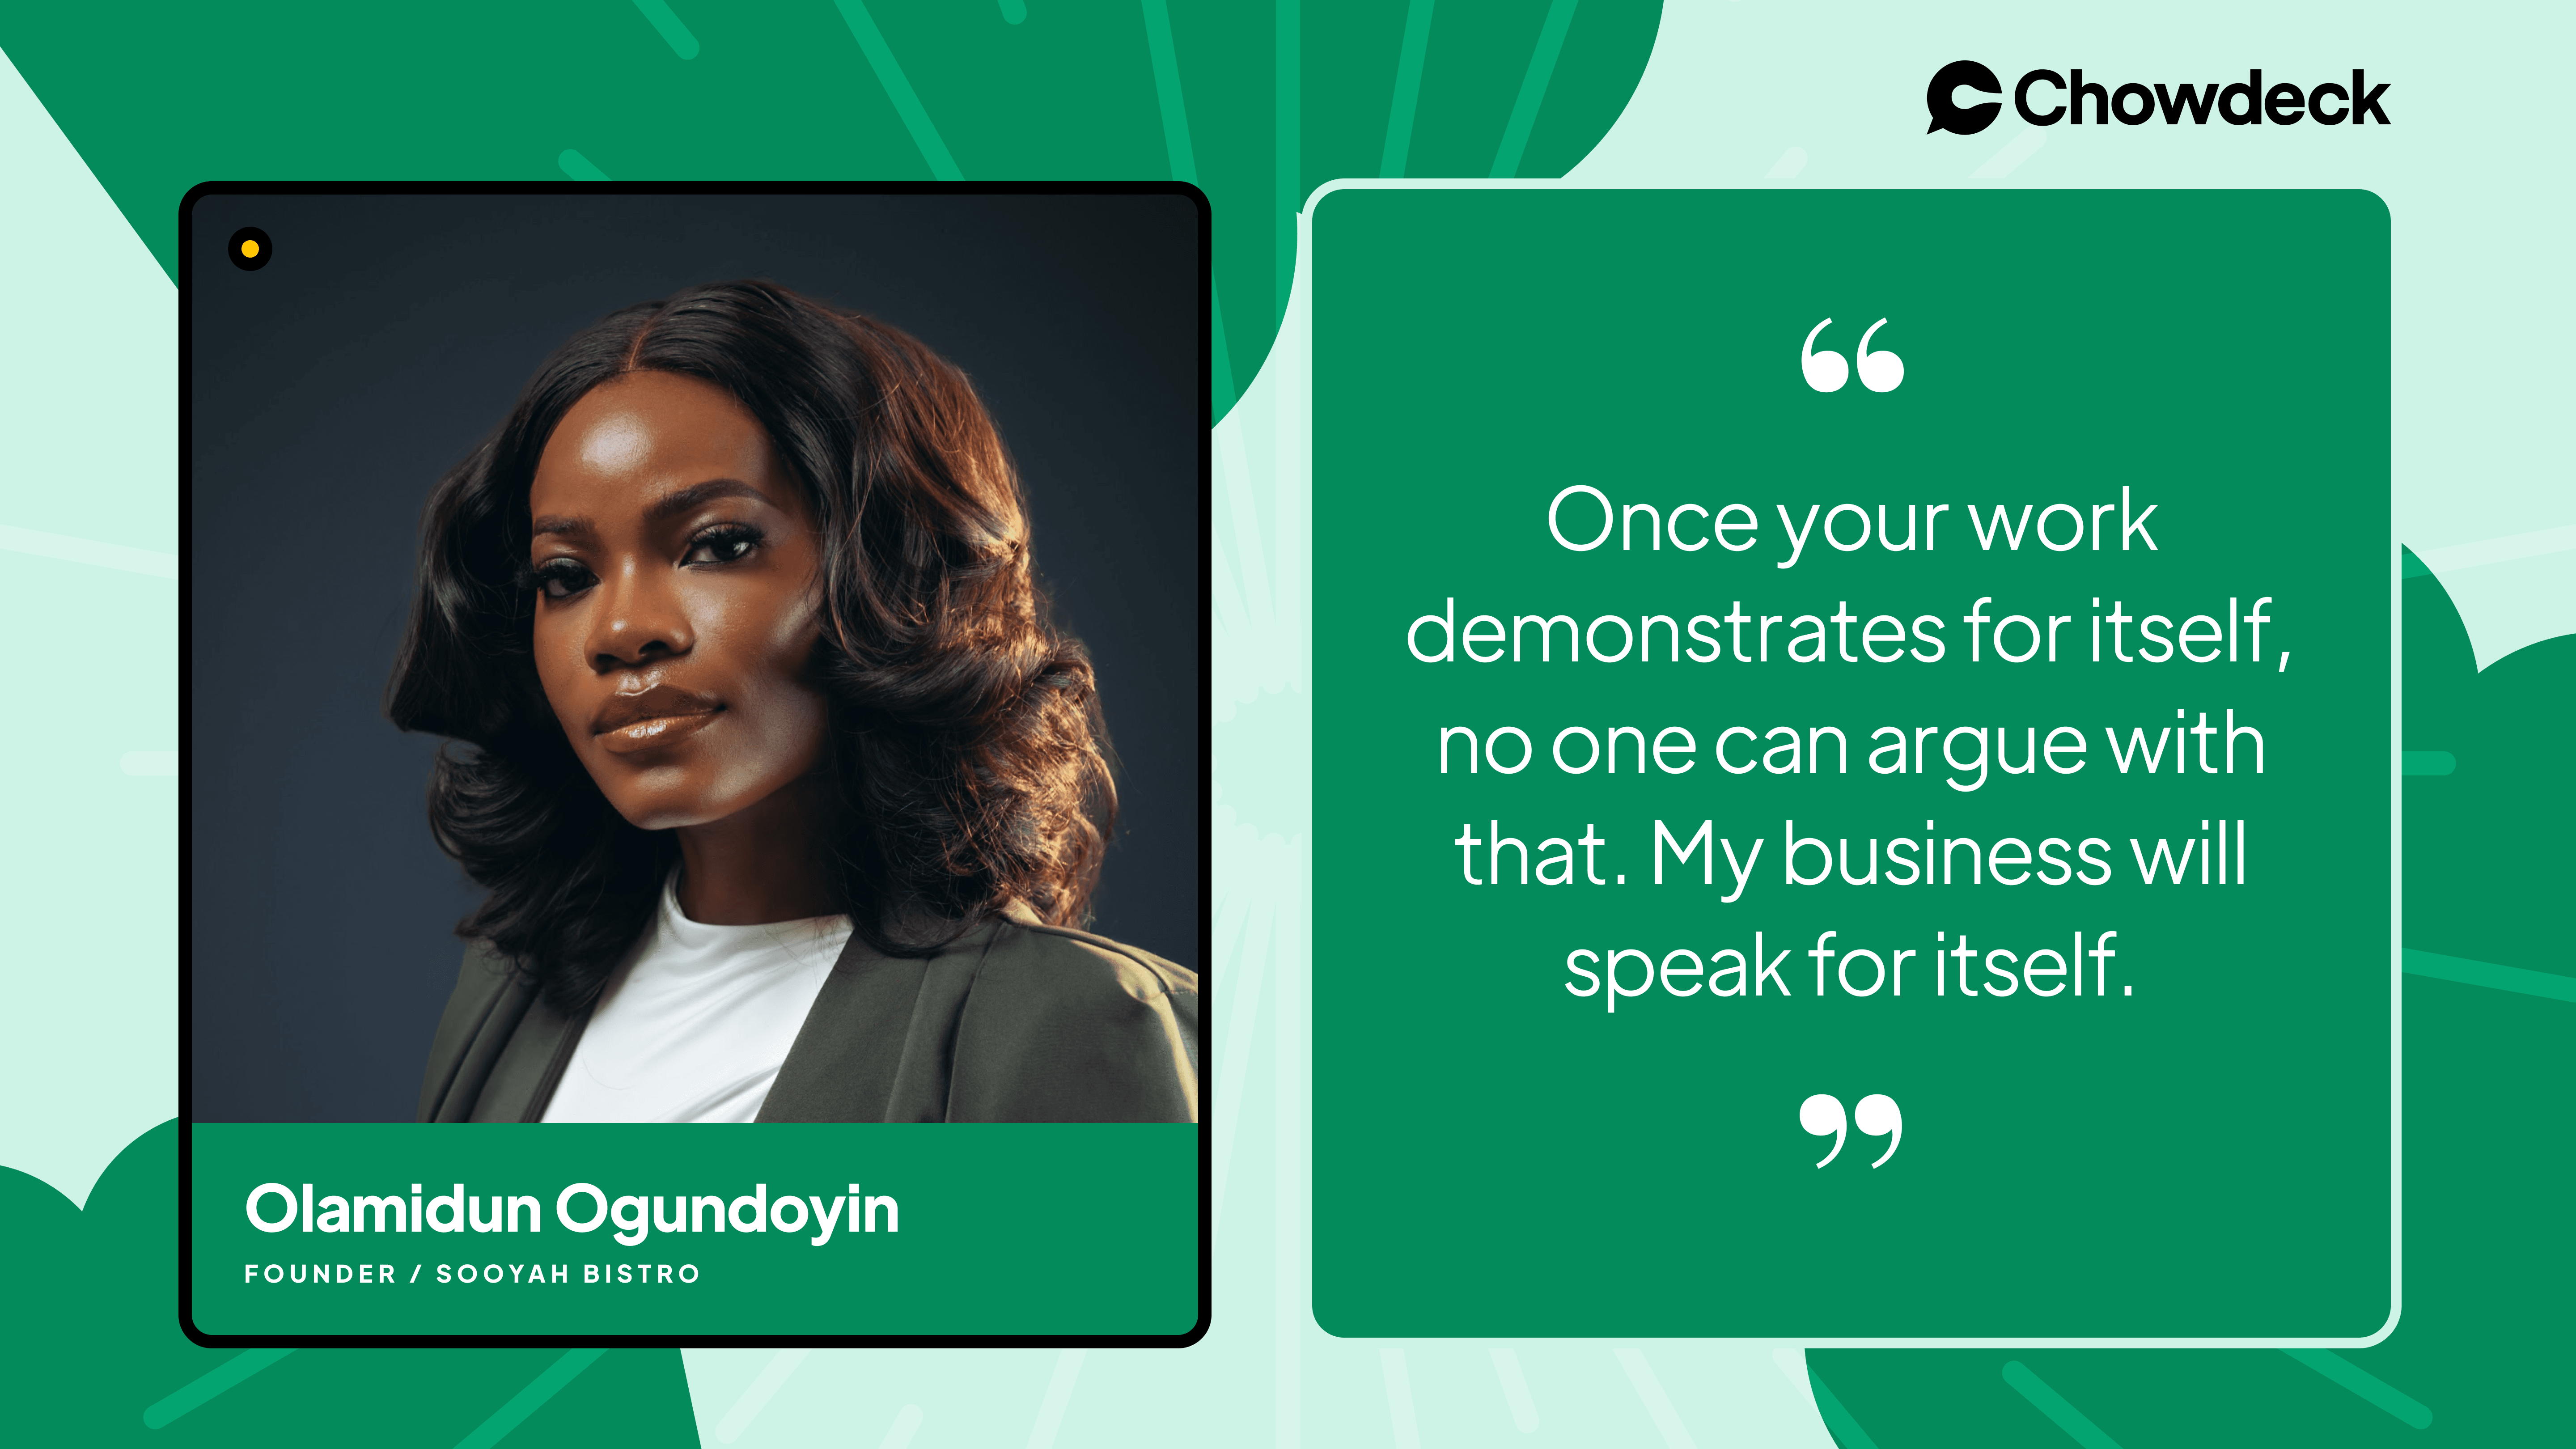 Chowdeck
“
Once your work
demonstrates for itself,
no one can argue with
that. My business will
speak for itself.
”
Olamidun Ogundoyin
FOUNDER / SOOYAH BISTRO